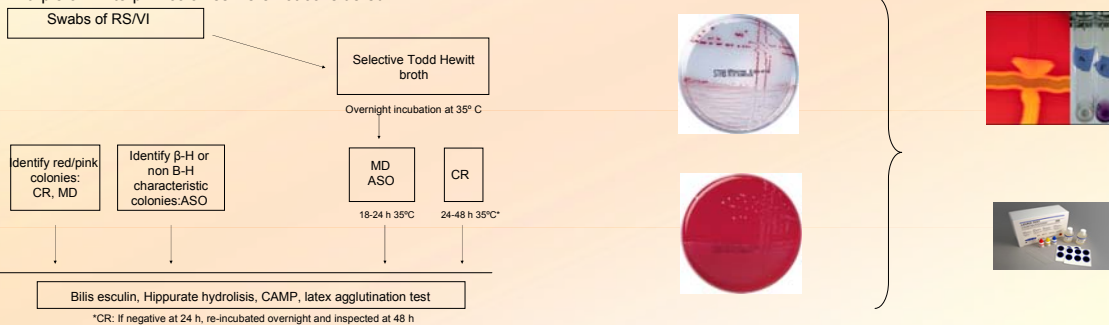 Swabs of RS/VI
Selective Todd Hewitt
broth
Overnight incubation at 35º C
Identify red/pink
colonies:
CR, MD
Identify β-H or
non B-H
characteristic
colonies:ASO
MD
ASO
CR
18-24 h 35ºC
24-48 h 35ºC*
Bilis esculin, Hippurate hydrolisis, CAMP, latex agglutination test
*CR: If negative at 24 h, re-incubated overnight and inspected at 48 h